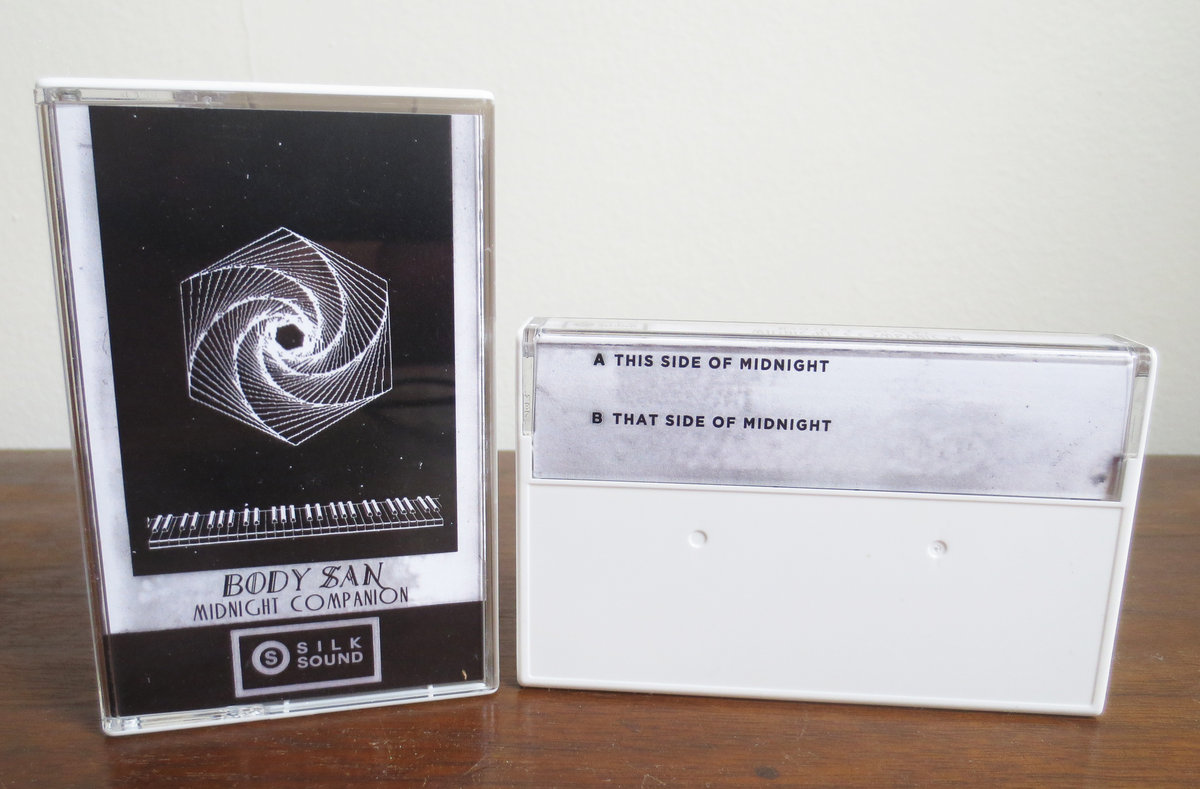 BODY SAN
MIDNIGHT COMPANION
S
SILK
SOUND
A THIS SIDE OF MIDNIGHT
B THAT SIDE OF MIDNIGHT